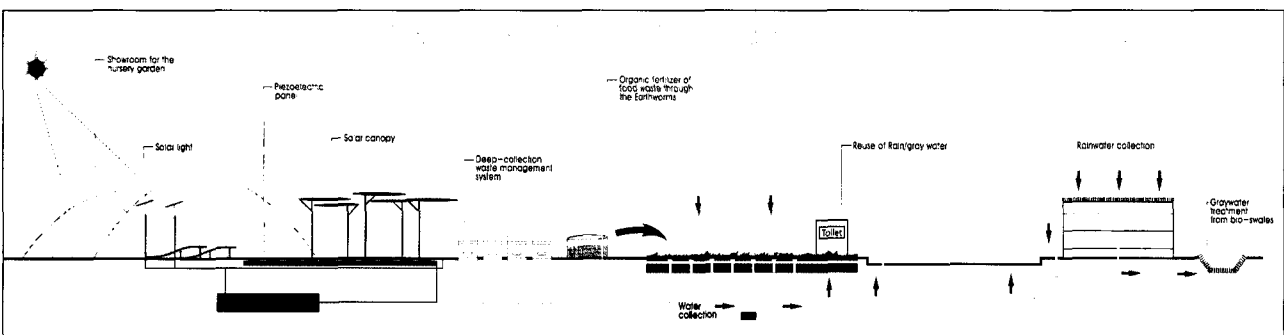 Showroom for the
nursery garden
Piezoelectric
panel
Solar light
Solar canopy
Deep-collection
waste management
system
Organic fertilizer of
food waste through
the Earthworms
Reuse of Rain/gray water
Toilet
Water
collection
Rainwater collection
Graywater
treatment
from bio-swales